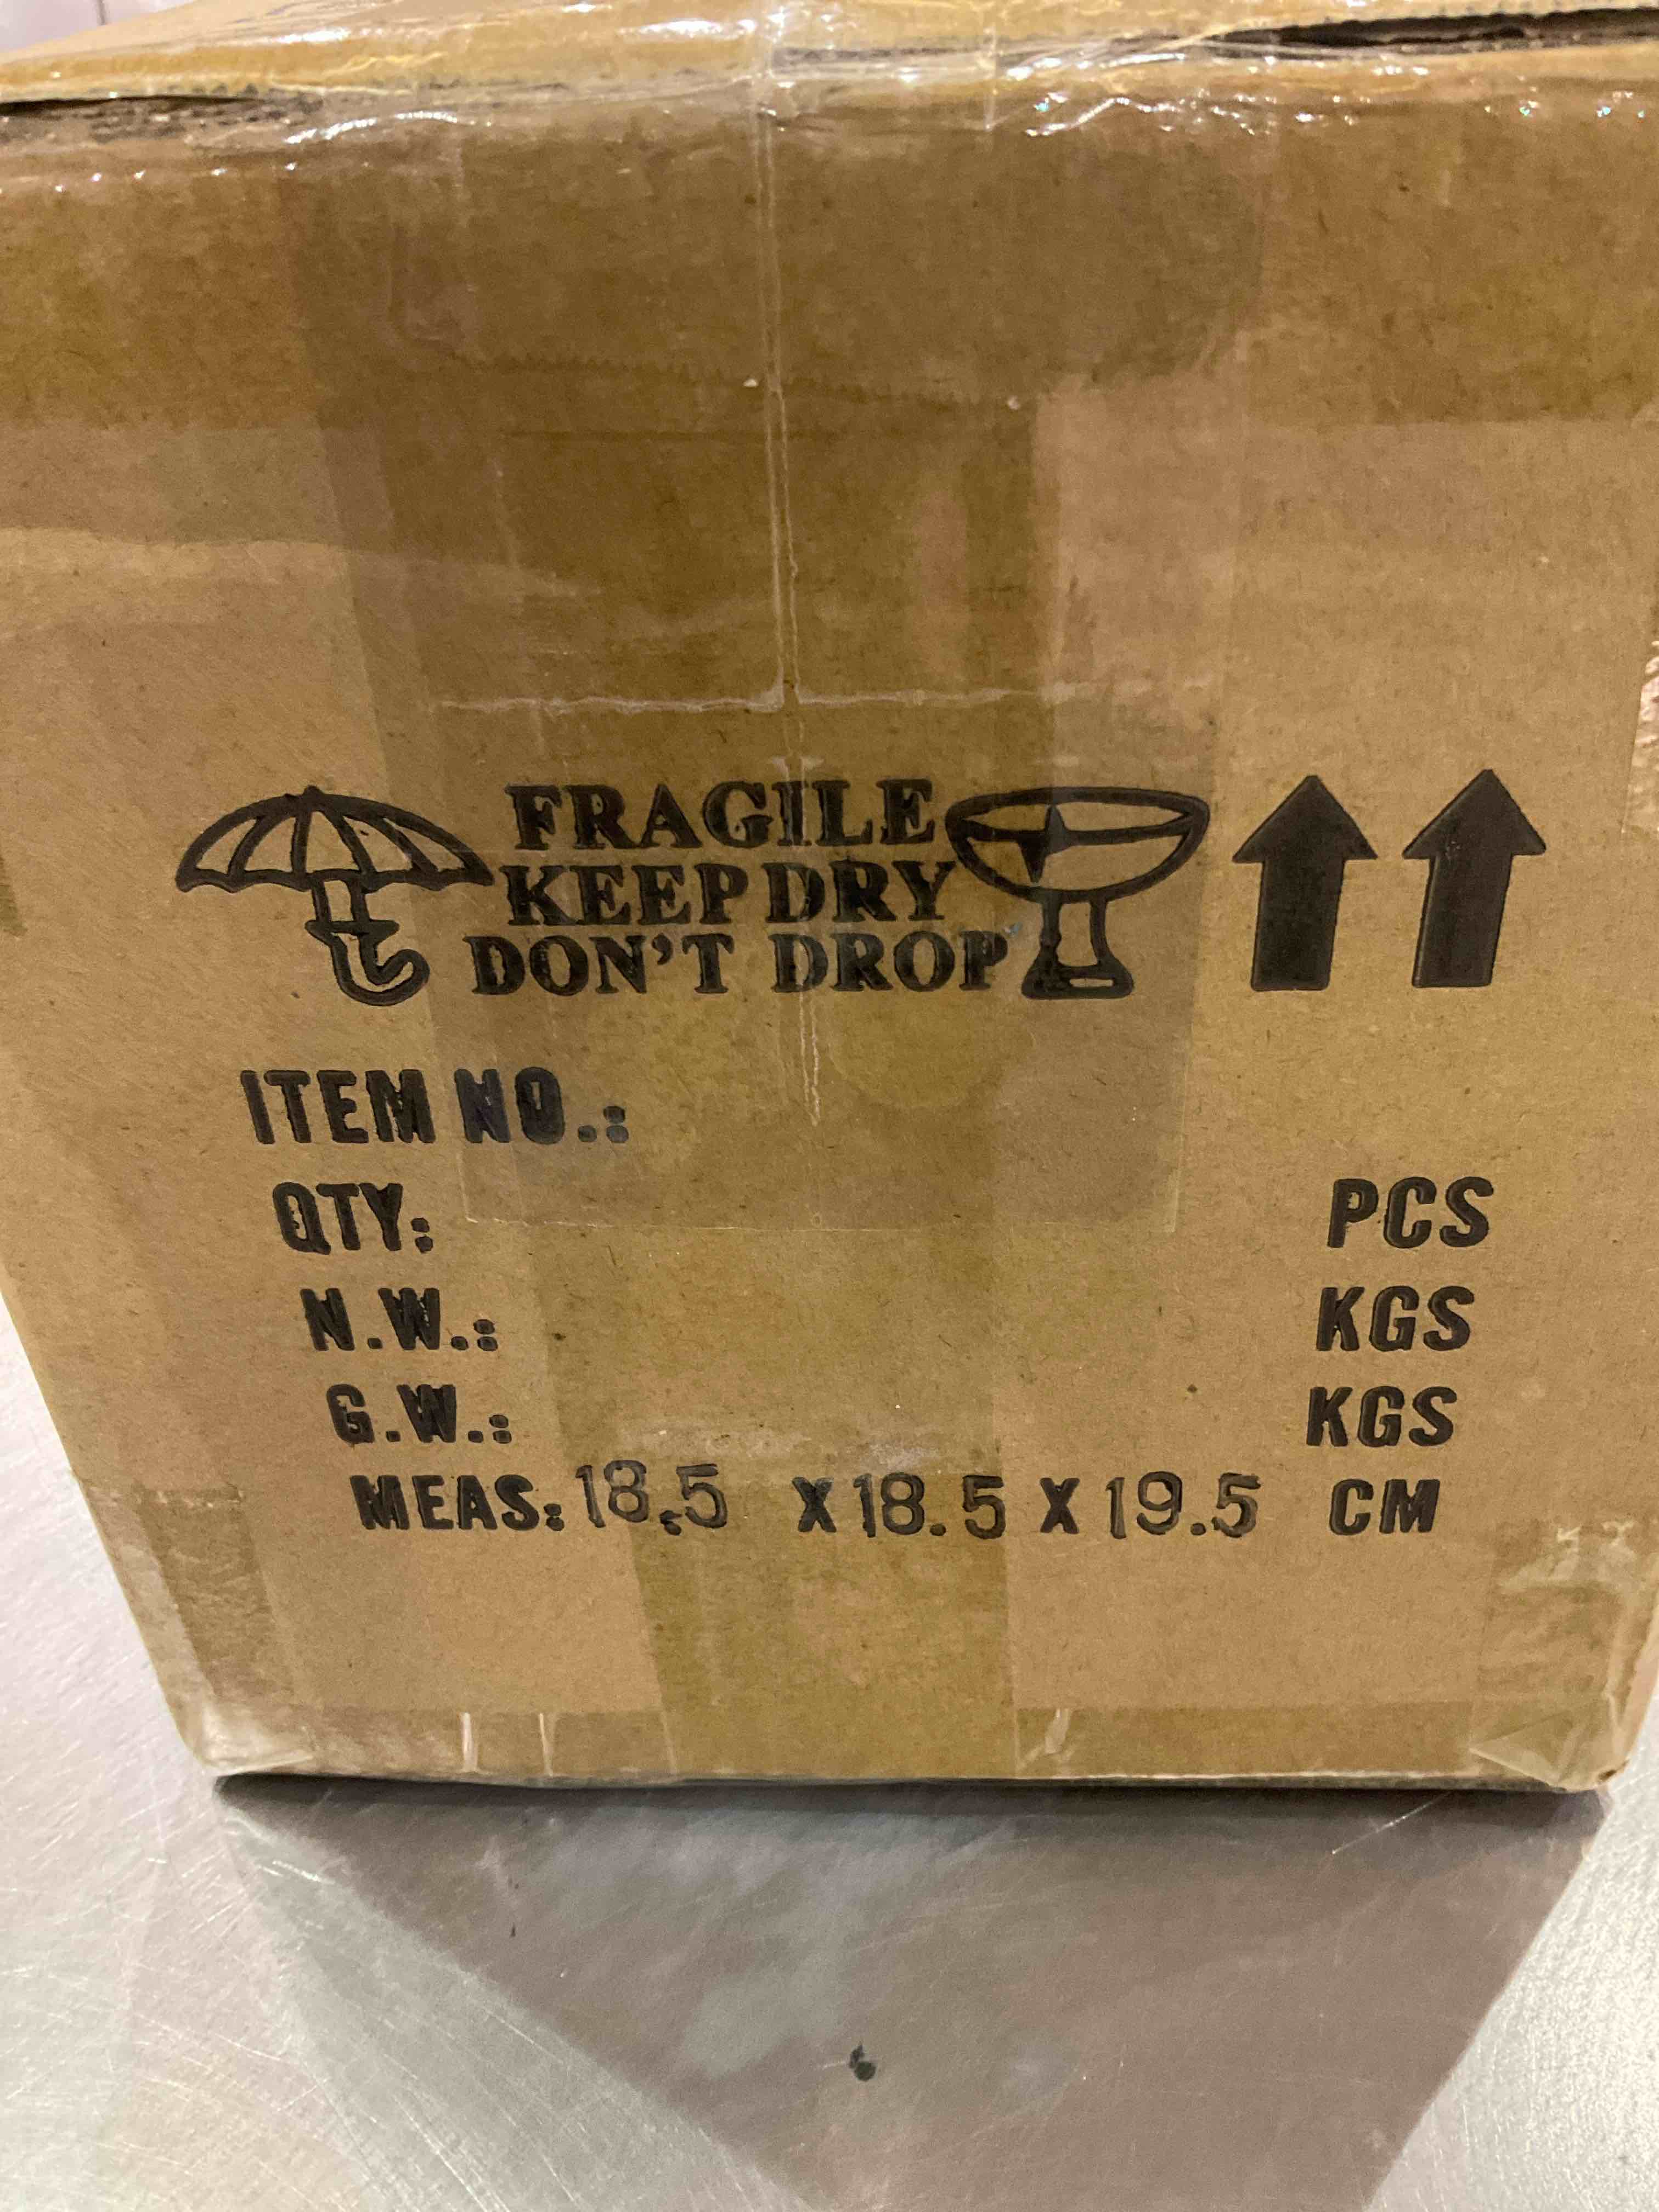 FRAGILE
KEEP DRY
DON'T DROP
ITEM NO.:
QTY: PCS
N.W.: KGS
G.W.: KGS
MEAS: 18.5 X 18.5 X 19.5 CM